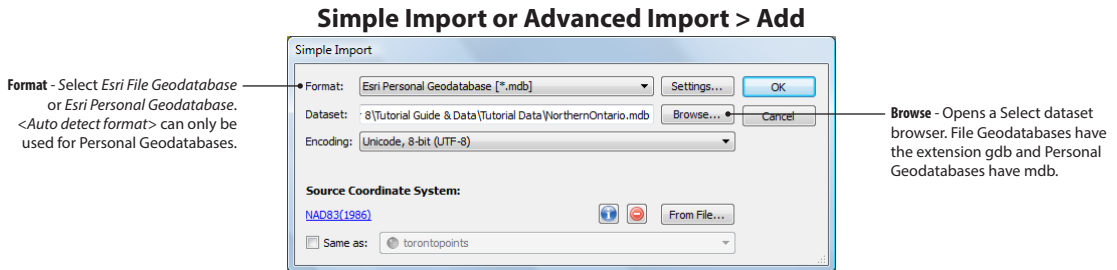 Simple Import or Advanced Import > Add
Simple Import
Format - Select Esri File Geodatabase
or Esri Personal Geodatabase.
<Auto detect format> can only be
used for Personal Geodatabases.
Format: Esri Personal Geodatabase [*.mdb] Settings... OK
Dataset: 8\Tutorial Guide & Data\Tutorial Data\NorthernOntario.mdb Browse... Cancel
Encoding: Unicode, 8-bit (UTF-8)
Browse - Opens a Select dataset
browser. File Geodatabases have
the extension gdb and Personal
Geodatabases have mdb.
Source Coordinate System:
NAD83(1986) From File...
Same as: torontopoints